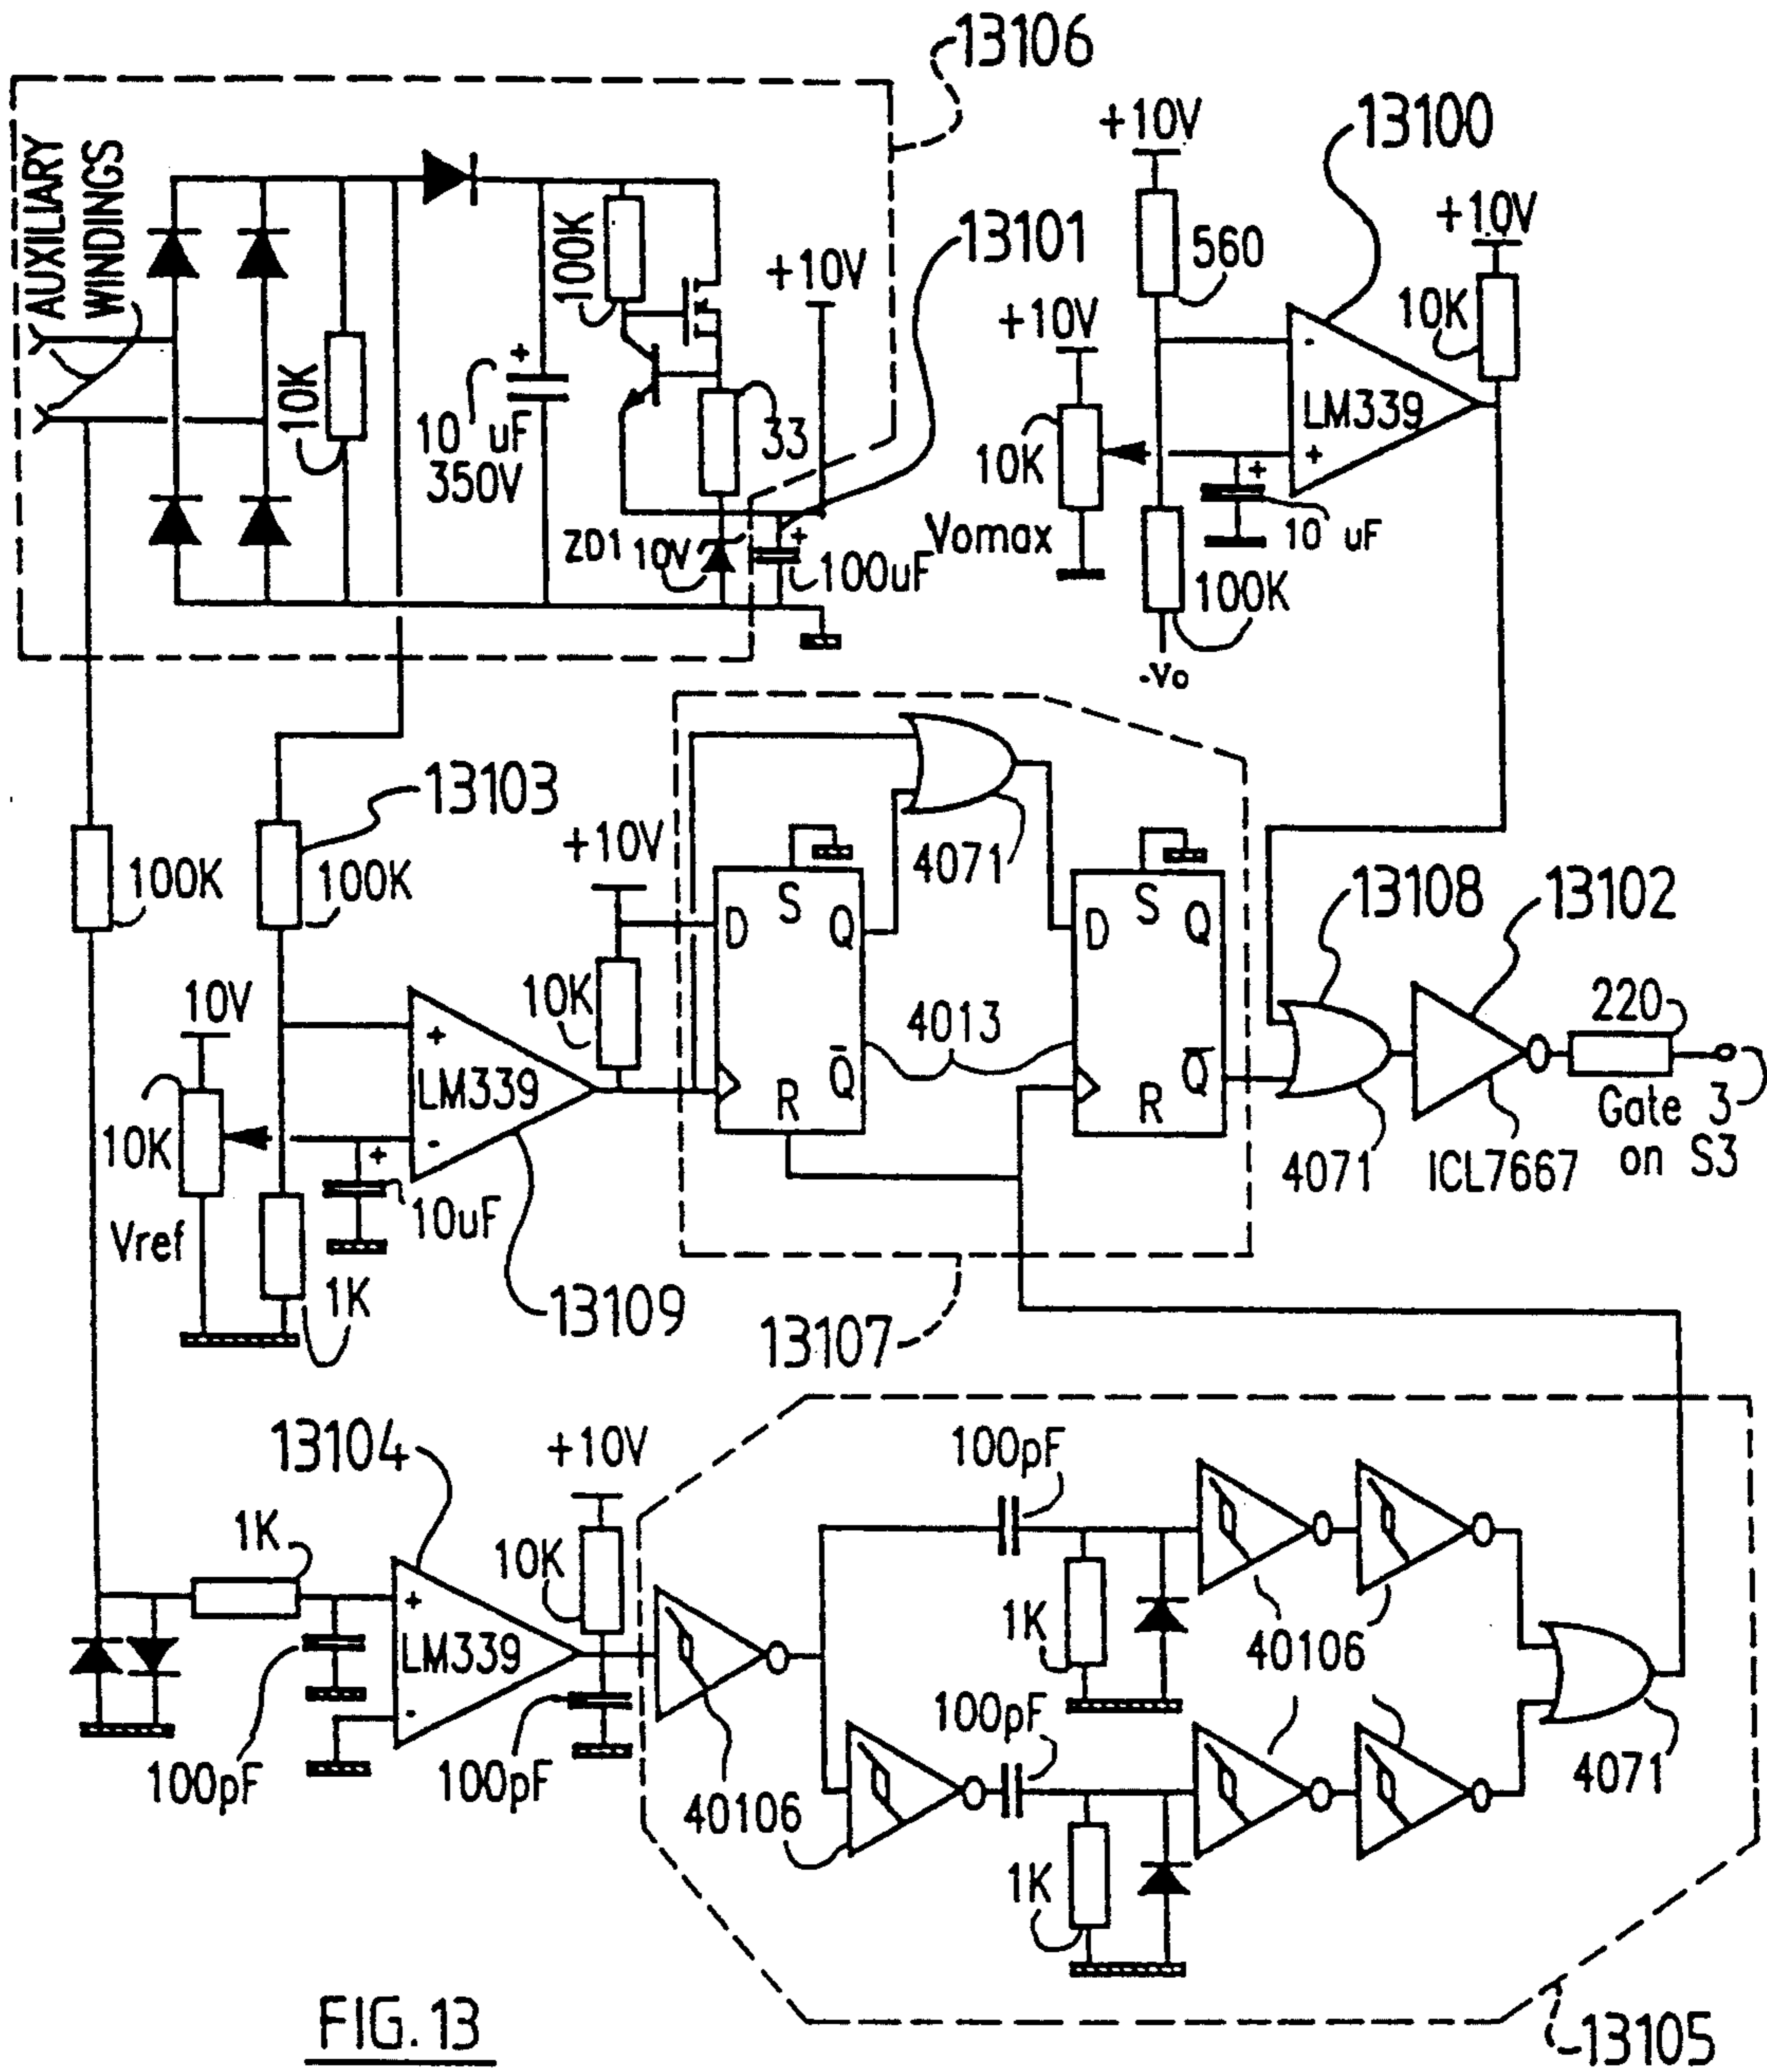 13106
13100
+10V
+10V
AUXILIARY
WINDINGS
13101
100K
+10V
560
+10V
10K
-
LM339
+
10K
+
10 uF
350V
33
10K
Vomax
+
10 uF
ZD1 10V
+
100uF
100K
-Vo
13103
+10V
4071
100K
100K
S
D
Q
S
D
Q
13108
13102
10V
10K
4013
220
+
LM339
-
Q̄
R
Q̄
R
Gate 3
on S3
10K
+
10uF
4071
ICL7667
Vref
1K
13109
13107
13104
+10V
100pF
1K
10K
+
LM339
-
1K
40106
100pF
100pF
100pF
4071
40106
1K
FIG. 13
13105